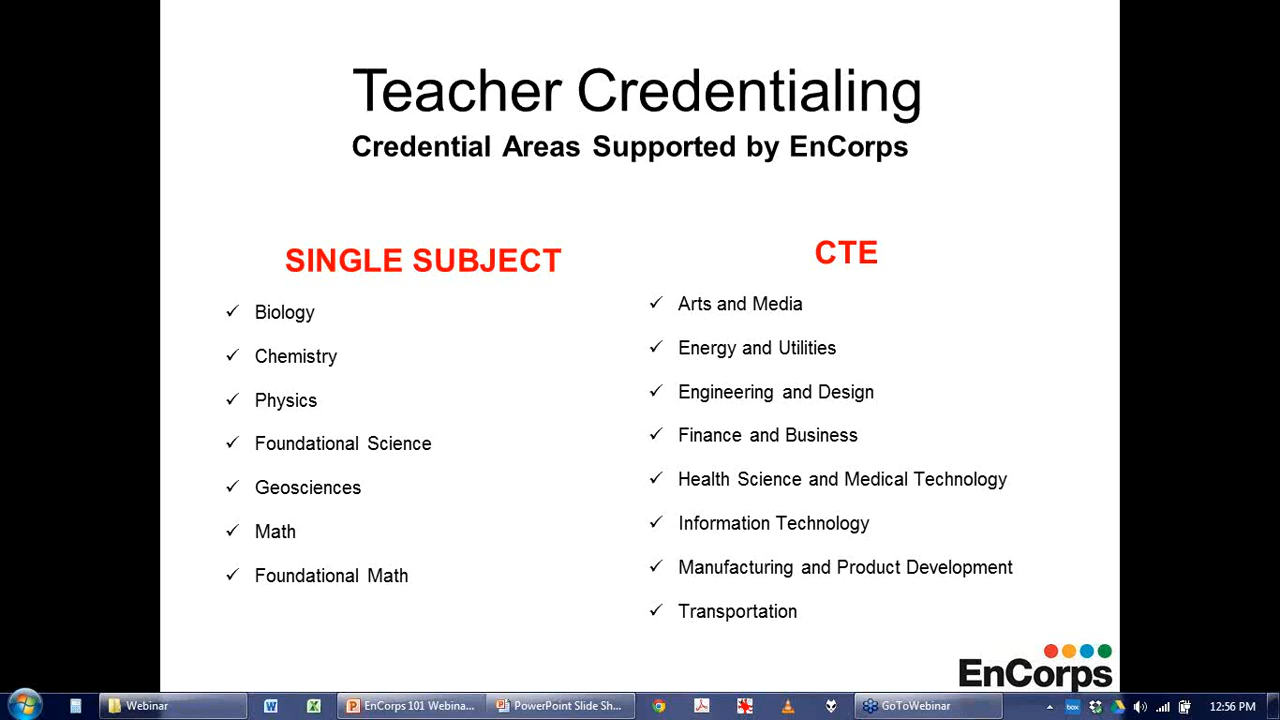 Teacher Credentialing
Credential Areas Supported by EnCorps
SINGLE SUBJECT
Biology
Chemistry
Physics
Foundational Science
Geosciences
Math
Foundational Math
CTE
Arts and Media
Energy and Utilities
Engineering and Design
Finance and Business
Health Science and Medical Technology
Information Technology
Manufacturing and Product Development
Transportation
EnCorps
Webinar
EnCorps 101 Webina...
PowerPoint Slide Sh...
GoToWebinar
box
12:56 PM